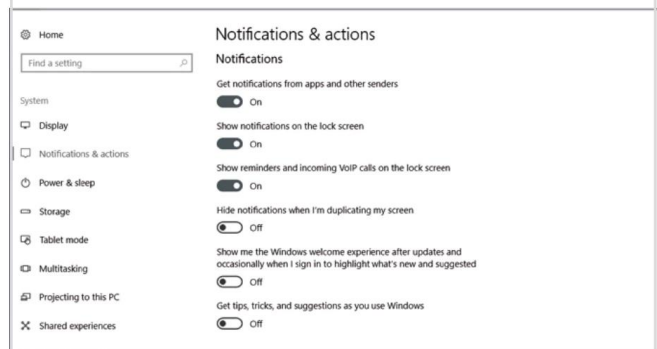 Home
Find a setting
System
Display
Notifications & actions
Power & sleep
Storage
Tablet mode
Multitasking
Projecting to this PC
Shared experiences
Notifications & actions
Notifications
Get notifications from apps and other senders
On
Show notifications on the lock screen
On
Show reminders and incoming VoIP calls on the lock screen
On
Hide notifications when I'm duplicating my screen
Off
Show me the Windows welcome experience after updates and
occasionally when I sign in to highlight what's new and suggested
Off
Get tips, tricks, and suggestions as you use Windows
Off